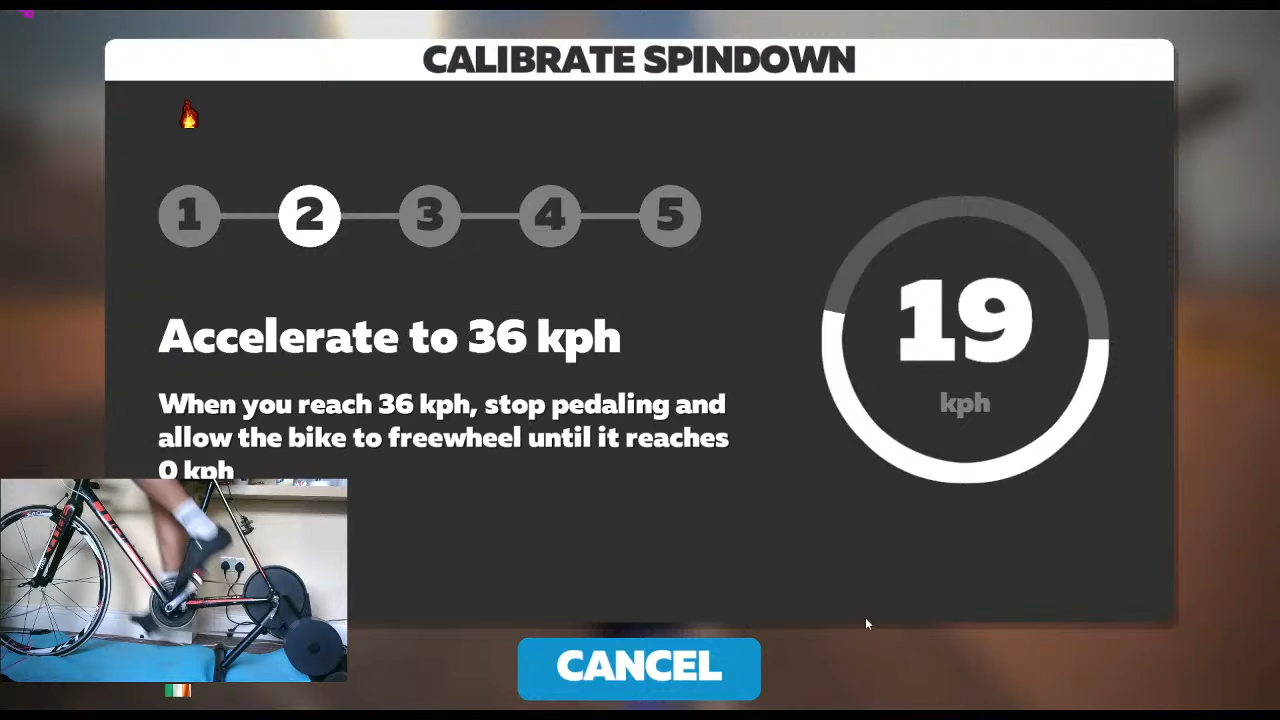 CALIBRATE SPINDOWN
1 2 3 4 5
Accelerate to 36 kph
When you reach 36 kph, stop pedaling and
allow the bike to freewheel until it reaches
0 kph
19
kph
CANCEL